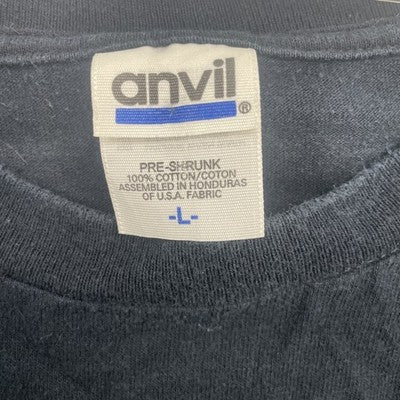 anvil®
PRE-SHRUNK
100% COTTON/COTON
ASSEMBLED IN HONDURAS
OF U.S.A. FABRIC
-L-